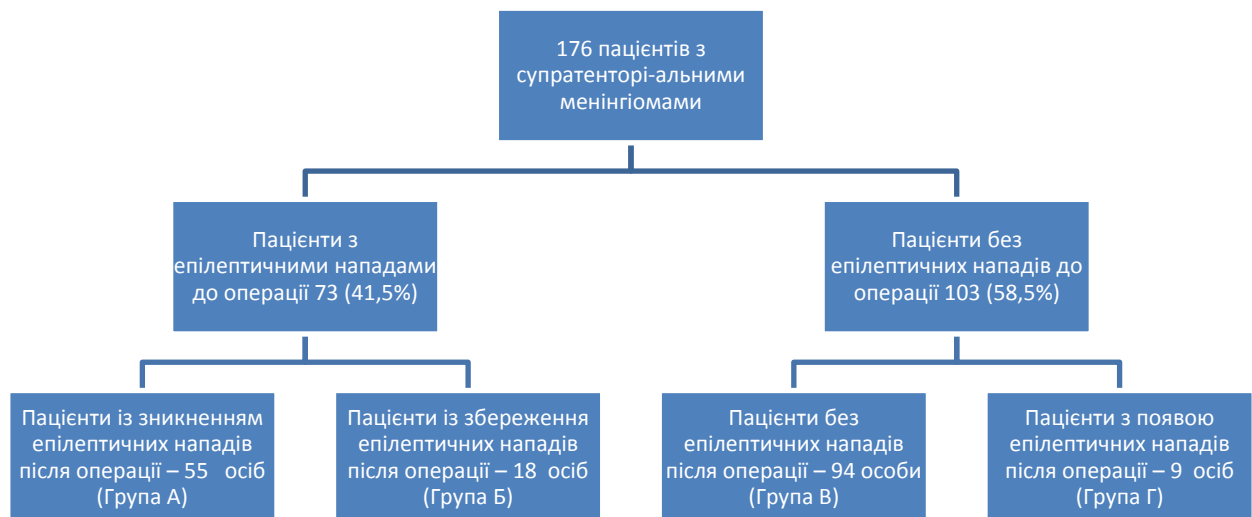 176 пацієнтів з
супратенторі-альними
менінгіомами
Пацієнти з
епілептичними нападами
до операції 73 (41,5%)
Пацієнти без
епілептичних нападів до
операції 103 (58,5%)
Пацієнти із зникненням
епілептичних нападів
після операції – 55 осіб
(Група А)
Пацієнти із збереження
епілептичних нападів
після операції – 18 осіб
(Група Б)
Пацієнти без
епілептичних нападів
після операції – 94 особи
(Група В)
Пацієнти з появою
епілептичних нападів
після операції – 9 осіб
(Група Г)